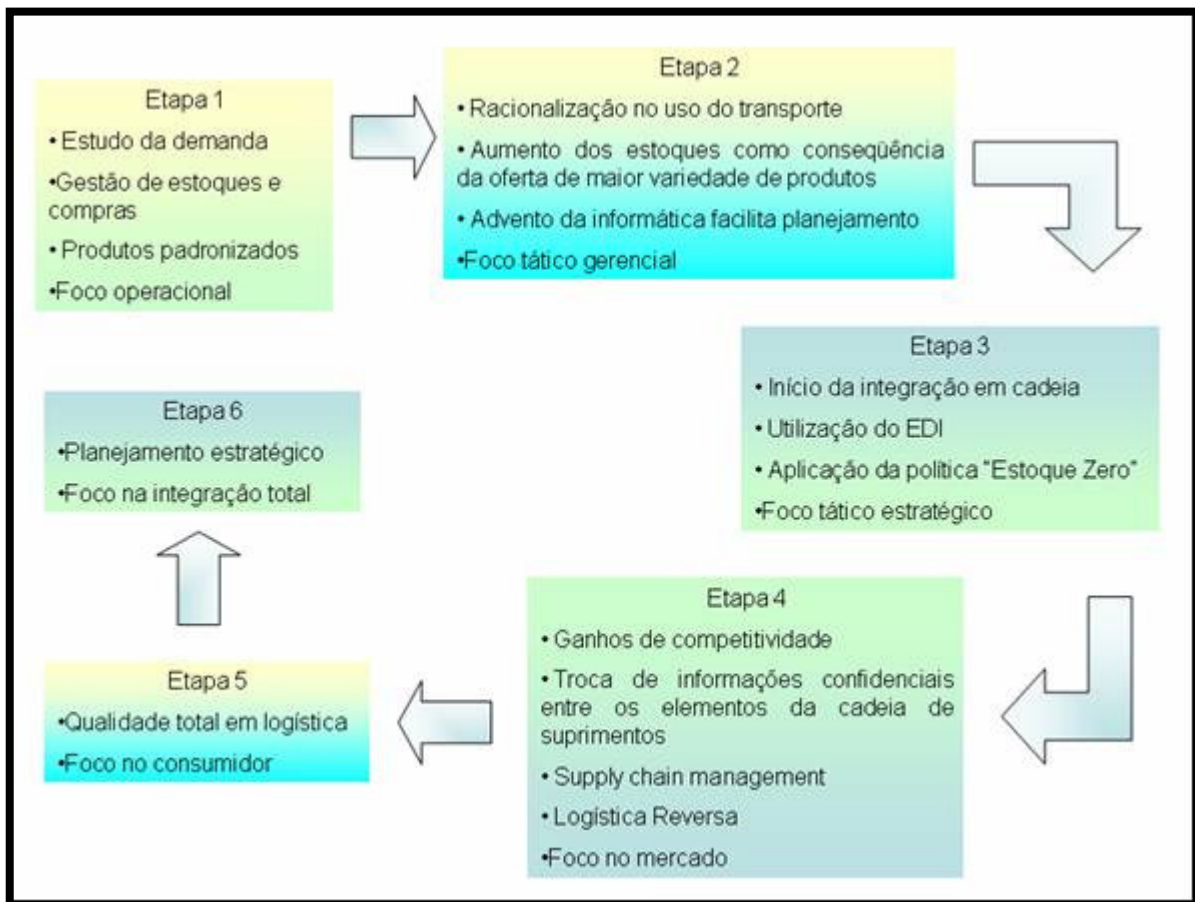 Etapa 1
• Estudo da demanda
•Gestão de estoques e
compras
• Produtos padronizados
•Foco operacional
Etapa 2
• Racionalização no uso do transporte
• Aumento dos estoques como conseqüência
da oferta de maior variedade de produtos
• Advento da informática facilita planejamento
•Foco tático gerencial
Etapa 3
• Início da integração em cadeia
• Utilização do EDI
• Aplicação da política "Estoque Zero"
•Foco tático estratégico
Etapa 4
• Ganhos de competitividade
• Troca de informações confidenciais
entre os elementos da cadeia de
suprimentos
• Supply chain management
• Logística Reversa
•Foco no mercado
Etapa 5
•Qualidade total em logística
•Foco no consumidor
Etapa 6
•Planejamento estratégico
•Foco na integração total